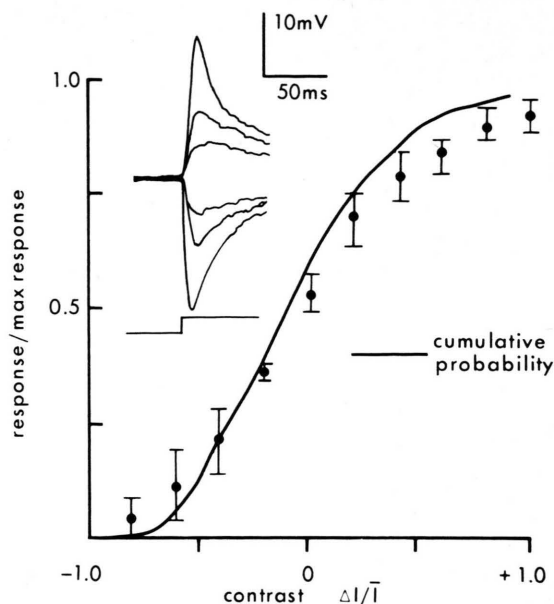 10mV
50ms
1.0
0.5
response/max response
cumulative
probability
-1.0
0
+1.0
contrast ΔI/Ī